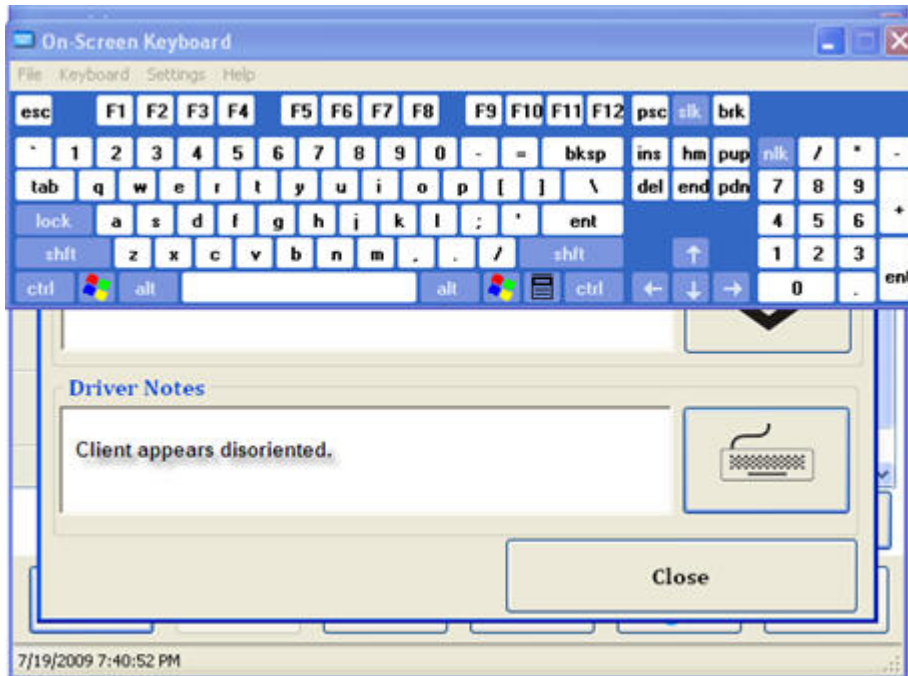 On-Screen Keyboard
File Keyboard Settings Help
esc F1 F2 F3 F4 F5 F6 F7 F8 F9 F10 F11 F12 psc slk brk
` 1 2 3 4 5 6 7 8 9 0 - = bksp ins hm pup nlk / * -
tab q w e r t y u i o p [ ] \ del end pdn 7 8 9 +
lock a s d f g h j k l ; ' ent 4 5 6
shft z x c v b n m , . / shft ↑ 1 2 3 ent
ctrl alt alt ctrl ← ↓ → 0 .
Driver Notes
Client appears disoriented.
Close
7/19/2009 7:40:52 PM